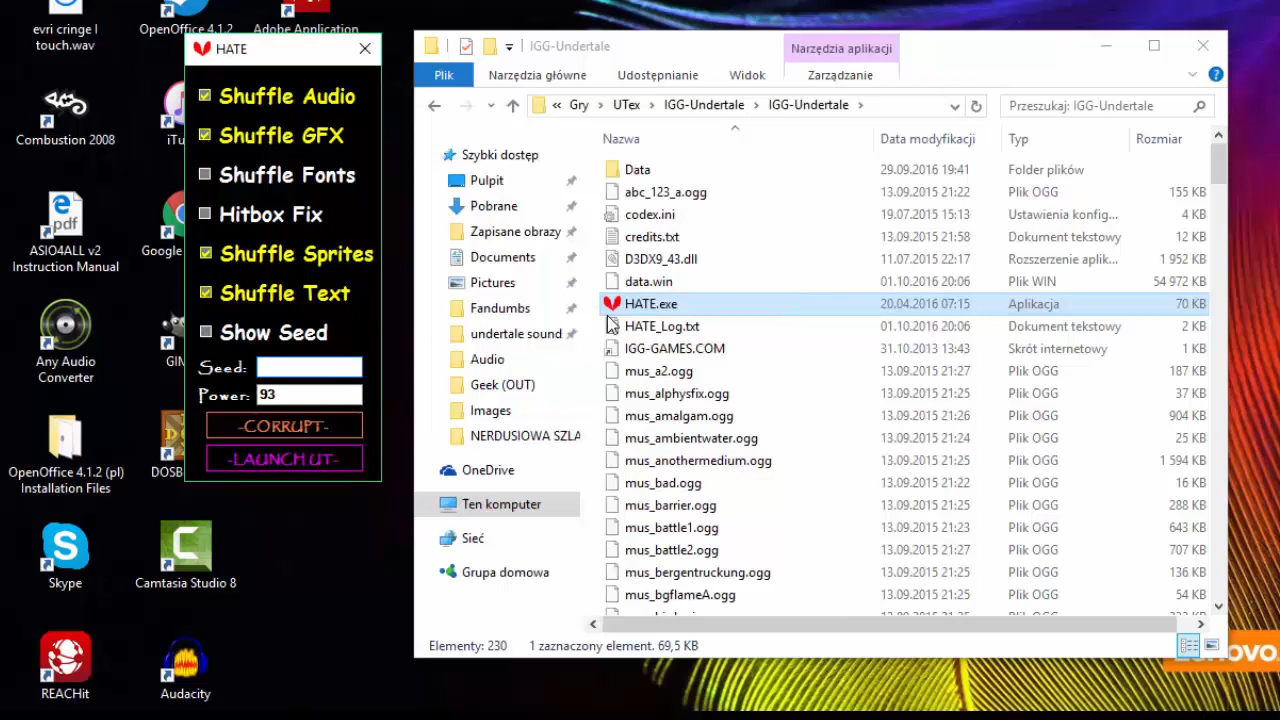 evri cringe l
touch.wav
OpenOffice 4.1.2
Adobe Application
Combustion 2008
ASIO4ALL v2
Instruction Manual
Google
Any Audio
Converter
OpenOffice 4.1.2 (pl)
Installation Files
Skype
Camtasia Studio 8
REACHit
Audacity
HATE
Shuffle Audio
Shuffle GFX
Shuffle Fonts
Hitbox Fix
Shuffle Sprites
Shuffle Text
Show Seed
Seed:
Power: 93
-CORRUPT-
-LAUNCH UT-
IGG-Undertale
Narzędzia aplikacji
Plik Narzędzia główne Udostępnianie Widok Zarządzanie
« Gry > UTex > IGG-Undertale > IGG-Undertale >
Przeszukaj: IGG-Undertale
Szybki dostęp
Pulpit
Pobrane
Zapisane obrazy
Documents
Pictures
Fandumbs
undertale sound
Audio
Geek (OUT)
Images
NERDUSIOWA SZLA
OneDrive
Ten komputer
Sieć
Grupa domowa
Nazwa Data modyfikacji Typ Rozmiar
Data 29.09.2016 19:41 Folder plików
abc_123_a.ogg 13.09.2015 21:22 Plik OGG 155 KB
codex.ini 19.07.2015 15:13 Ustawienia konfig... 4 KB
credits.txt 13.09.2015 21:58 Dokument tekstowy 12 KB
D3DX9_43.dll 11.07.2015 22:17 Rozszerzenie aplik... 1 952 KB
data.win 01.10.2016 20:06 Plik WIN 54 972 KB
HATE.exe 20.04.2016 07:15 Aplikacja 70 KB
HATE_Log.txt 01.10.2016 20:06 Dokument tekstowy 2 KB
IGG-GAMES.COM 31.10.2013 13:43 Skrót internetowy 1 KB
mus_a2.ogg 13.09.2015 21:27 Plik OGG 187 KB
mus_alphysfix.ogg 13.09.2015 21:27 Plik OGG 37 KB
mus_amalgam.ogg 13.09.2015 21:26 Plik OGG 904 KB
mus_ambientwater.ogg 13.09.2015 21:24 Plik OGG 25 KB
mus_anothermedium.ogg 13.09.2015 21:25 Plik OGG 1 594 KB
mus_bad.ogg 13.09.2015 21:25 Plik OGG 16 KB
mus_barrier.ogg 13.09.2015 21:25 Plik OGG 288 KB
mus_battle1.ogg 13.09.2015 21:23 Plik OGG 643 KB
mus_battle2.ogg 13.09.2015 21:27 Plik OGG 707 KB
mus_bergentruckung.ogg 13.09.2015 21:25 Plik OGG 136 KB
mus_bgflameA.ogg 13.09.2015 21:25 Plik OGG 54 KB
Elementy: 230 1 zaznaczony element. 69,5 KB